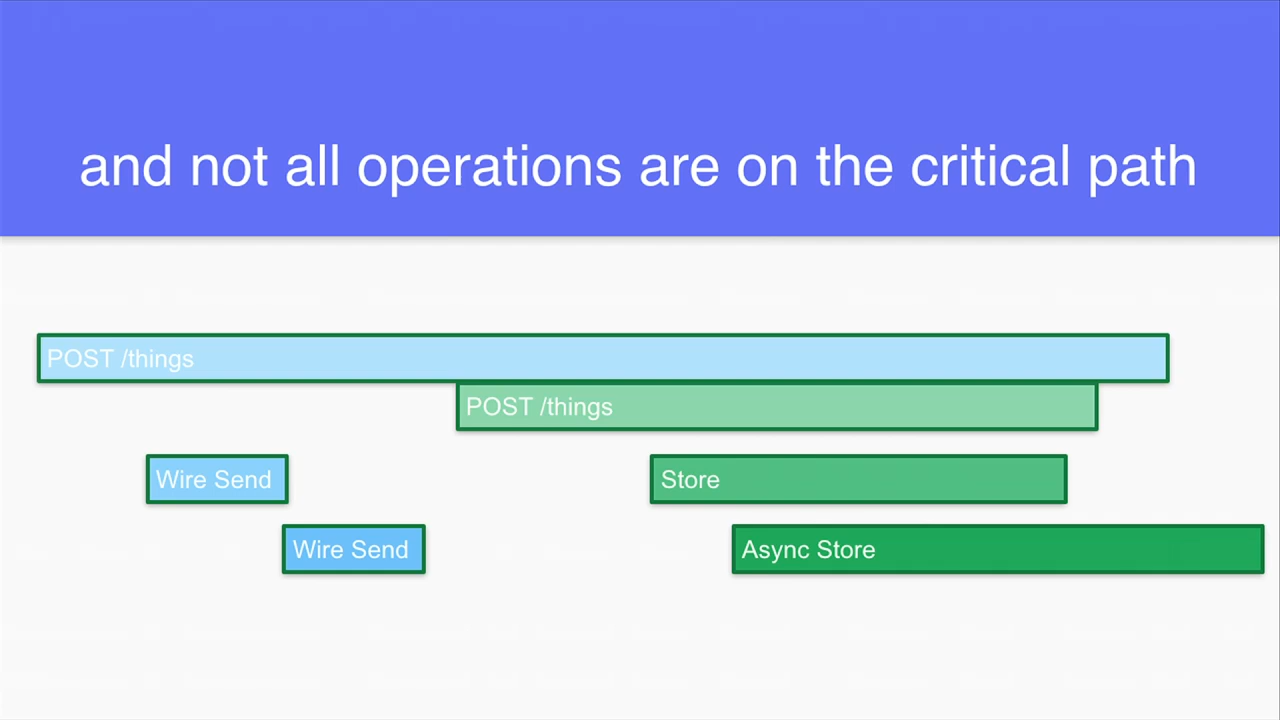 and not all operations are on the critical path
POST /things
POST /things
Wire Send
Store
Wire Send
Async Store